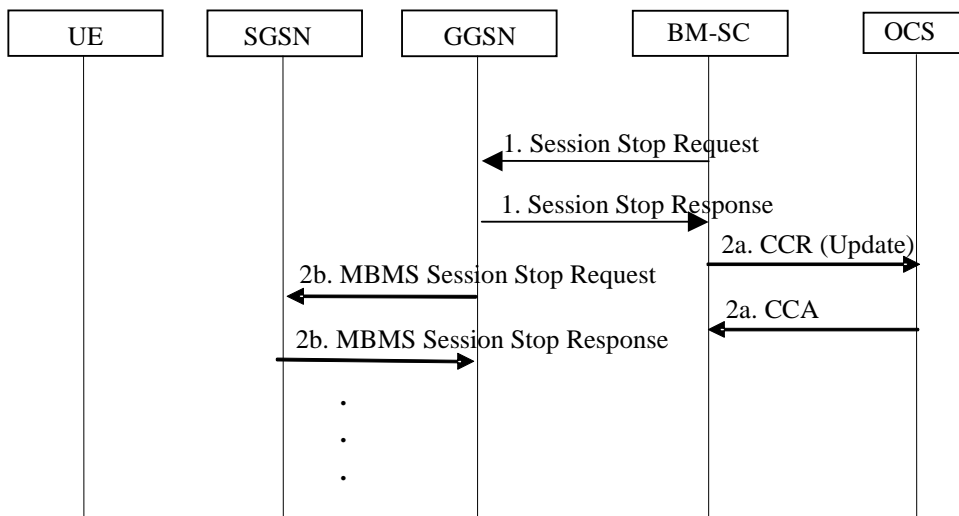 UE
SGSN
GGSN
BM-SC
OCS
1. Session Stop Request
1. Session Stop Response
2a. CCR (Update)
2b. MBMS Session Stop Request
2a. CCA
2b. MBMS Session Stop Response
.
.
.